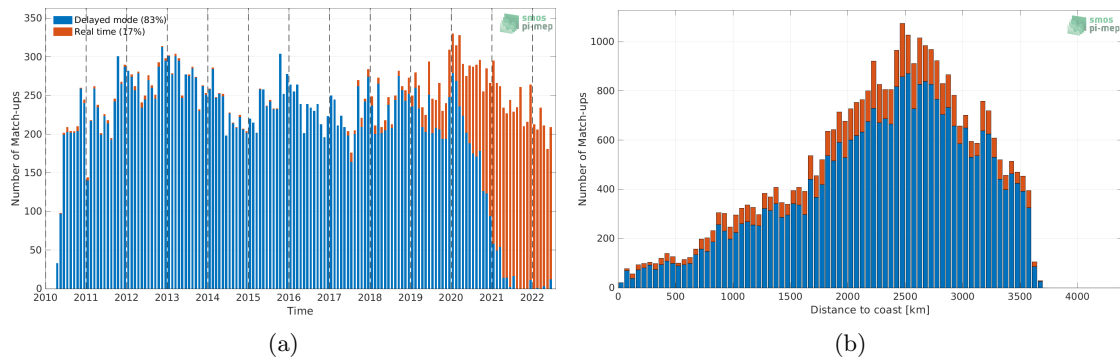 Delayed mode (83%)
Real time (17%)
smos
pi-mep
350
300
250
200
150
100
50
0
Number of Match-ups
2010 2011 2012 2013 2014 2015 2016 2017 2018 2019 2020 2021 2022
Time
(a)
smos
pi-mep
1000
800
600
400
200
0
Number of Match-ups
0 500 1000 1500 2000 2500 3000 3500 4000
Distance to coast [km]
(b)